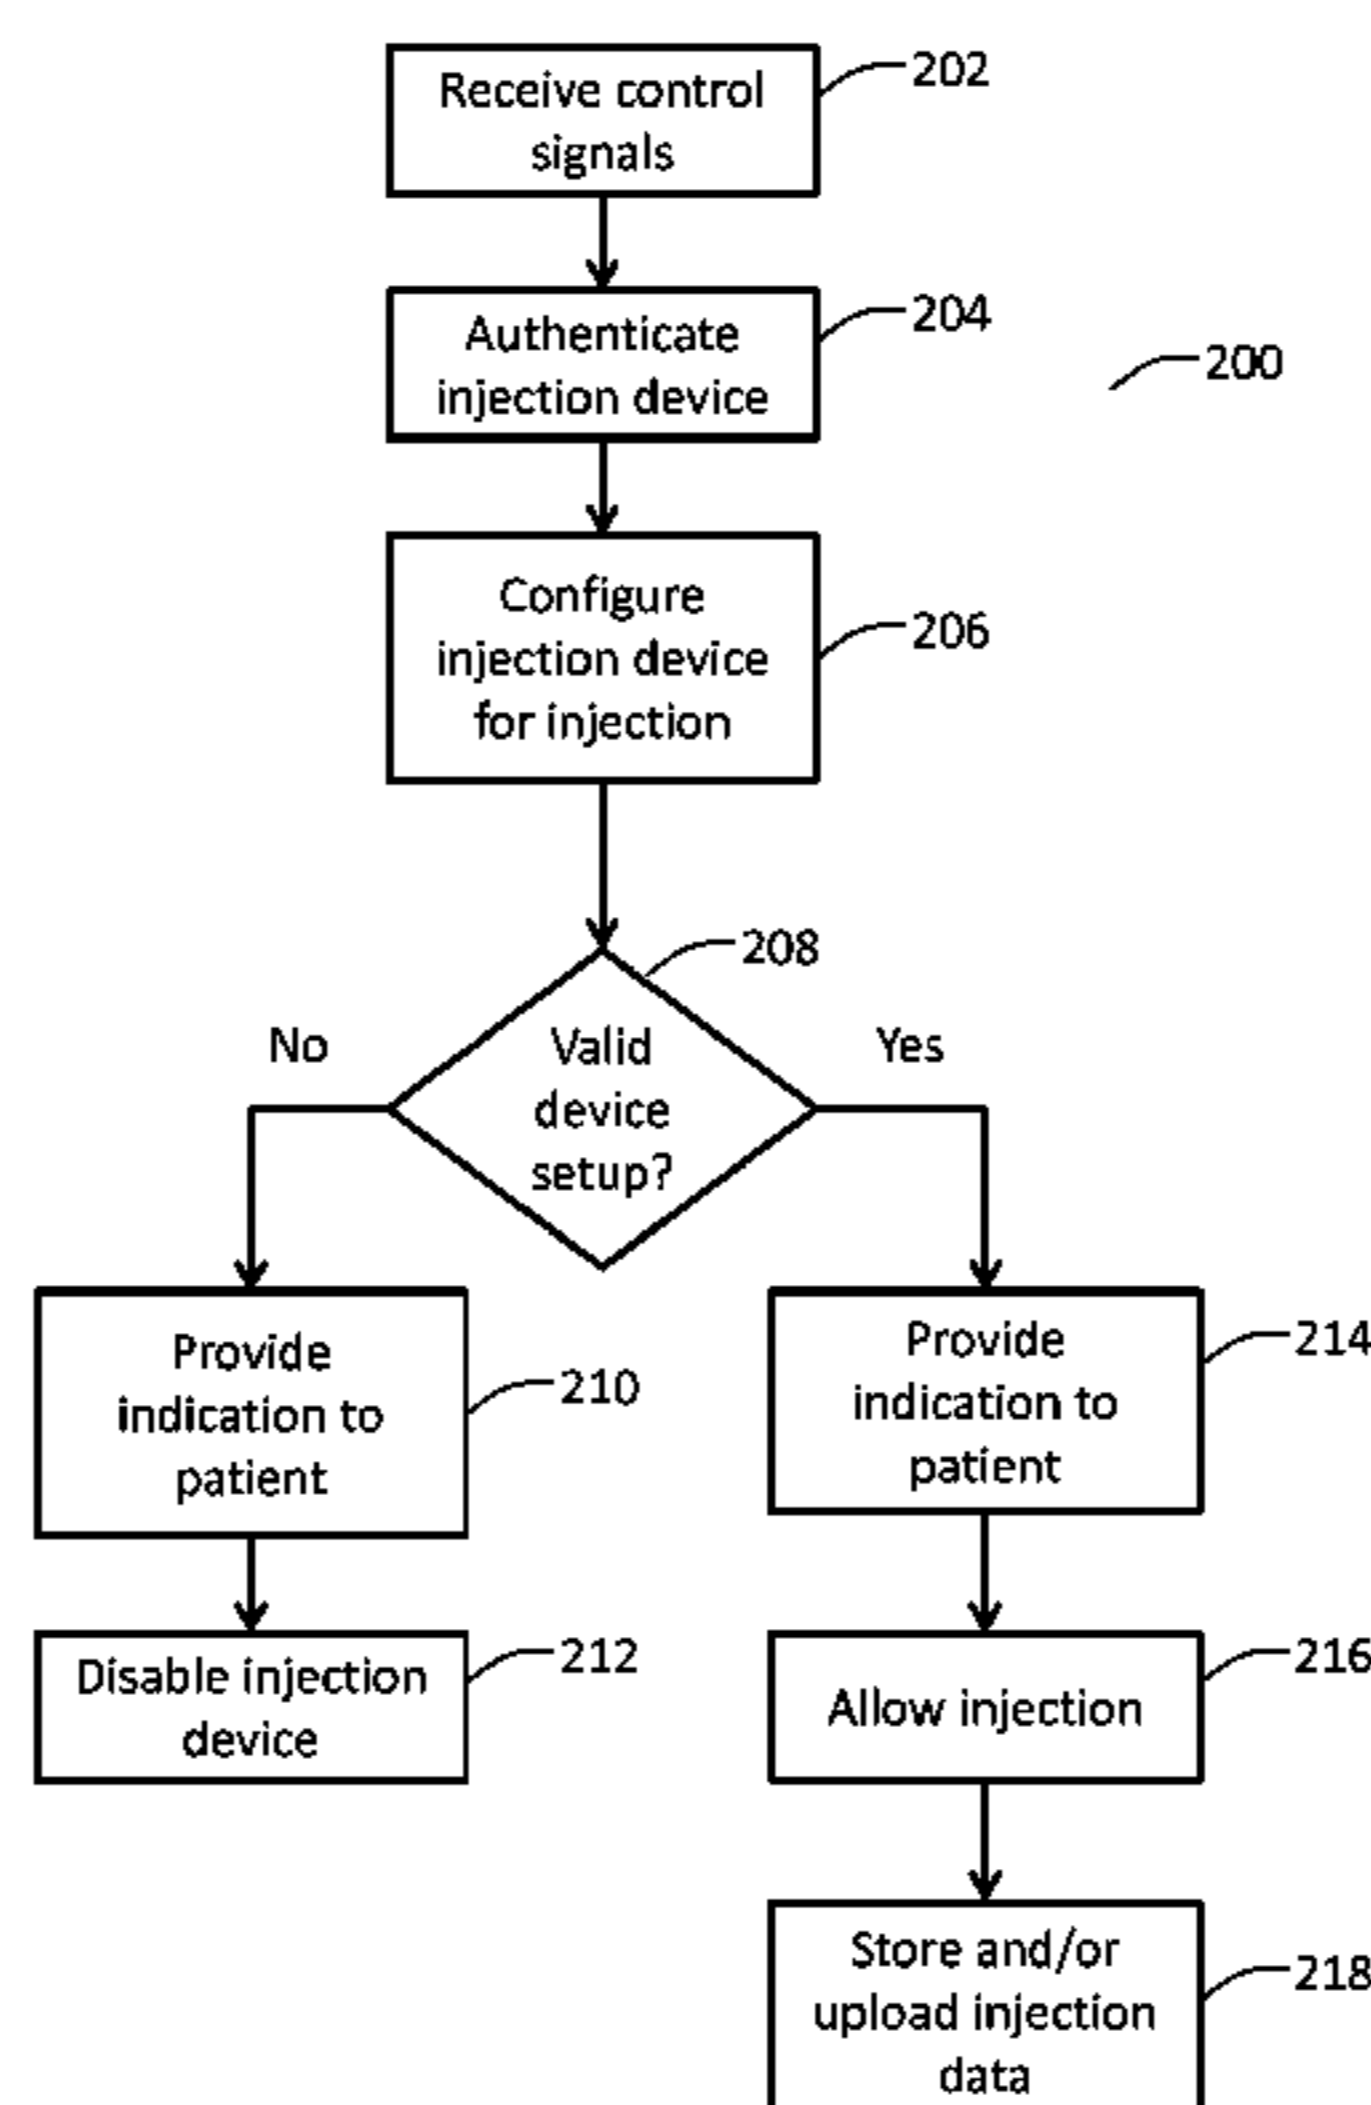 Receive control
signals
202
Authenticate
injection device
204
200
Configure
injection device
for injection
206
208
No
Valid
device
setup?
Yes
Provide
indication to
patient
210
Provide
indication to
patient
214
Disable injection
device
212
Allow injection
216
Store and/or
upload injection
data
218